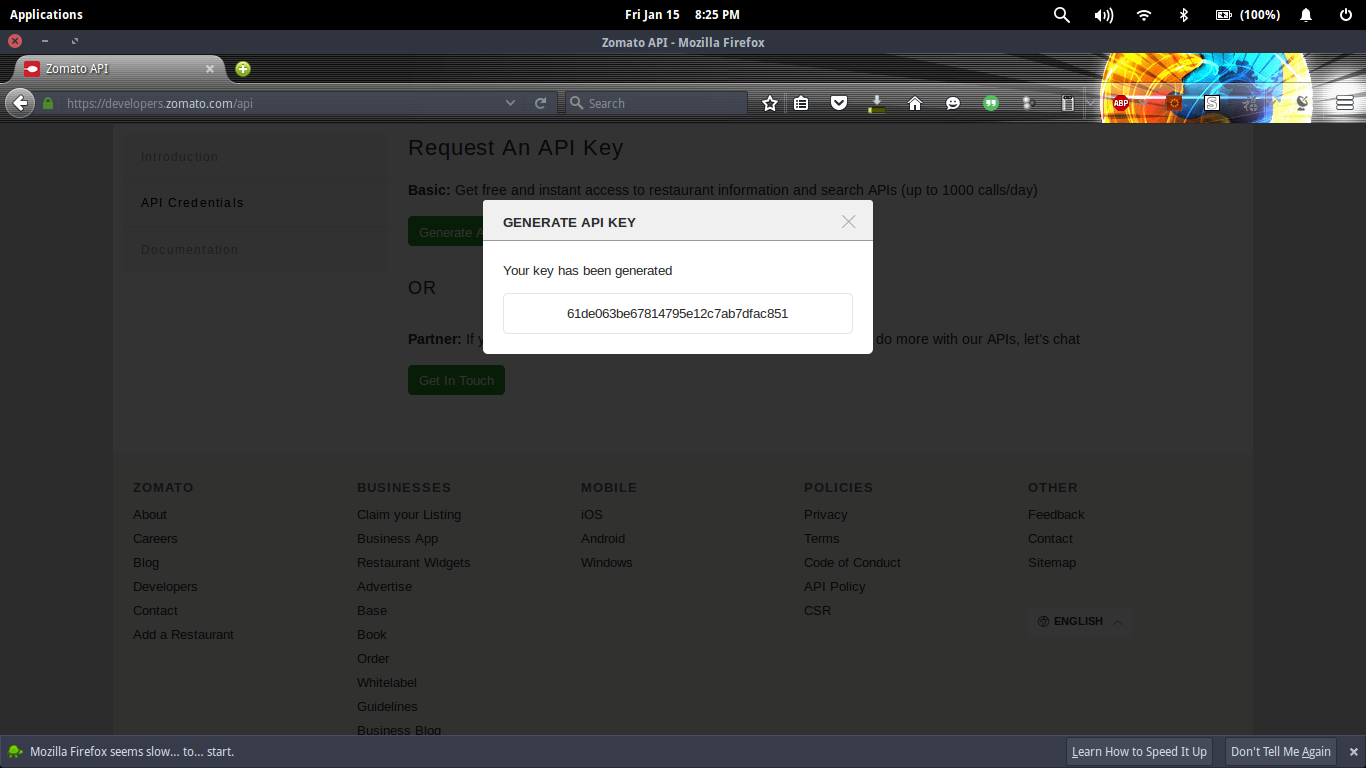 Applications
Fri Jan 15 8:25 PM
(100%)
Zomato API - Mozilla Firefox
Zomato API
https://developers.zomato.com/api
Search
ABP
S
Introduction
API Credentials
Documentation
Request An API Key
Basic: Get free and instant access to restaurant information and search APIs (up to 1000 calls/day)
Generate A
GENERATE API KEY
Your key has been generated
61de063be67814795e12c7ab7dfac851
OR
Partner: If y do more with our APIs, let's chat
Get In Touch
ZOMATO
About
Careers
Blog
Developers
Contact
Add a Restaurant
BUSINESSES
Claim your Listing
Business App
Restaurant Widgets
Advertise
Base
Book
Order
Whitelabel
Guidelines
Business Blog
MOBILE
iOS
Android
Windows
POLICIES
Privacy
Terms
Code of Conduct
API Policy
CSR
OTHER
Feedback
Contact
Sitemap
ENGLISH
Mozilla Firefox seems slow... to... start.
Learn How to Speed It Up
Don't Tell Me Again